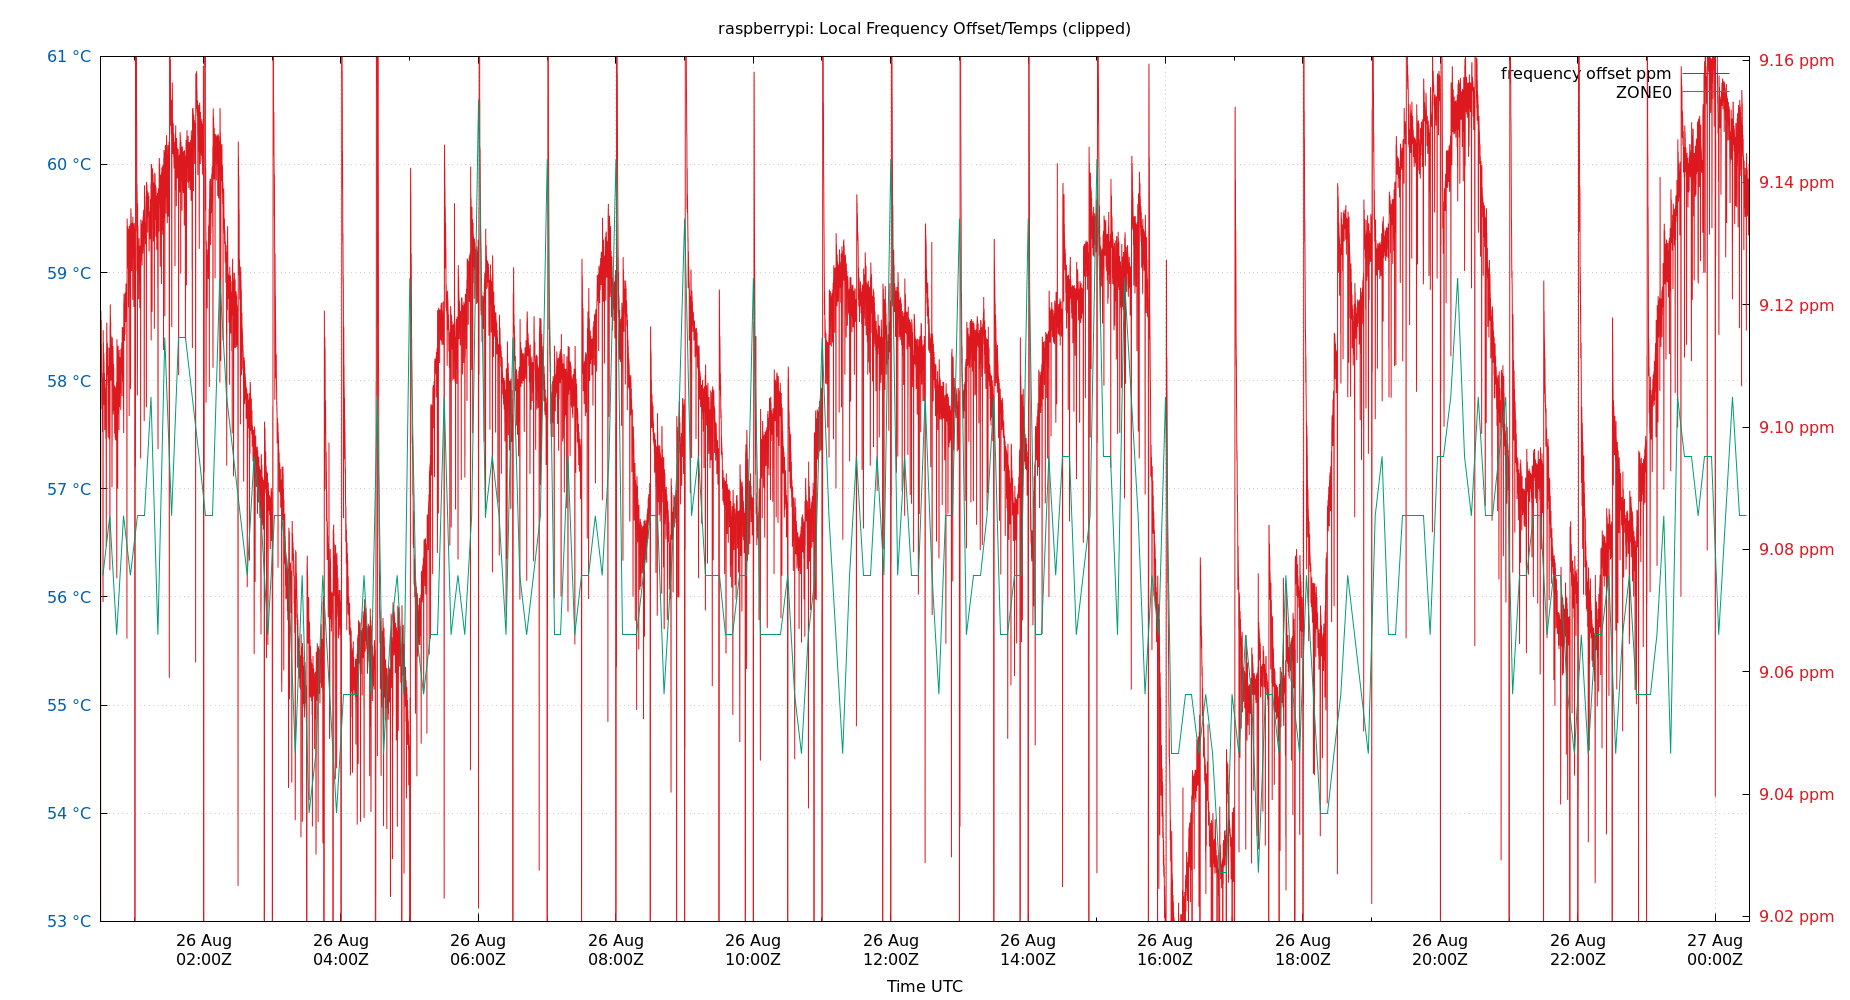 raspberrypi: Local Frequency Offset/Temps (clipped)
61 °C
60 °C
59 °C
58 °C
57 °C
56 °C
55 °C
54 °C
53 °C
9.16 ppm
9.14 ppm
9.12 ppm
9.10 ppm
9.08 ppm
9.06 ppm
9.04 ppm
9.02 ppm
frequency offset ppm
ZONE0
26 Aug 26 Aug 26 Aug 26 Aug 26 Aug 26 Aug 26 Aug 26 Aug 26 Aug 26 Aug 26 Aug 27 Aug
02:00Z 04:00Z 06:00Z 08:00Z 10:00Z 12:00Z 14:00Z 16:00Z 18:00Z 20:00Z 22:00Z 00:00Z
Time UTC